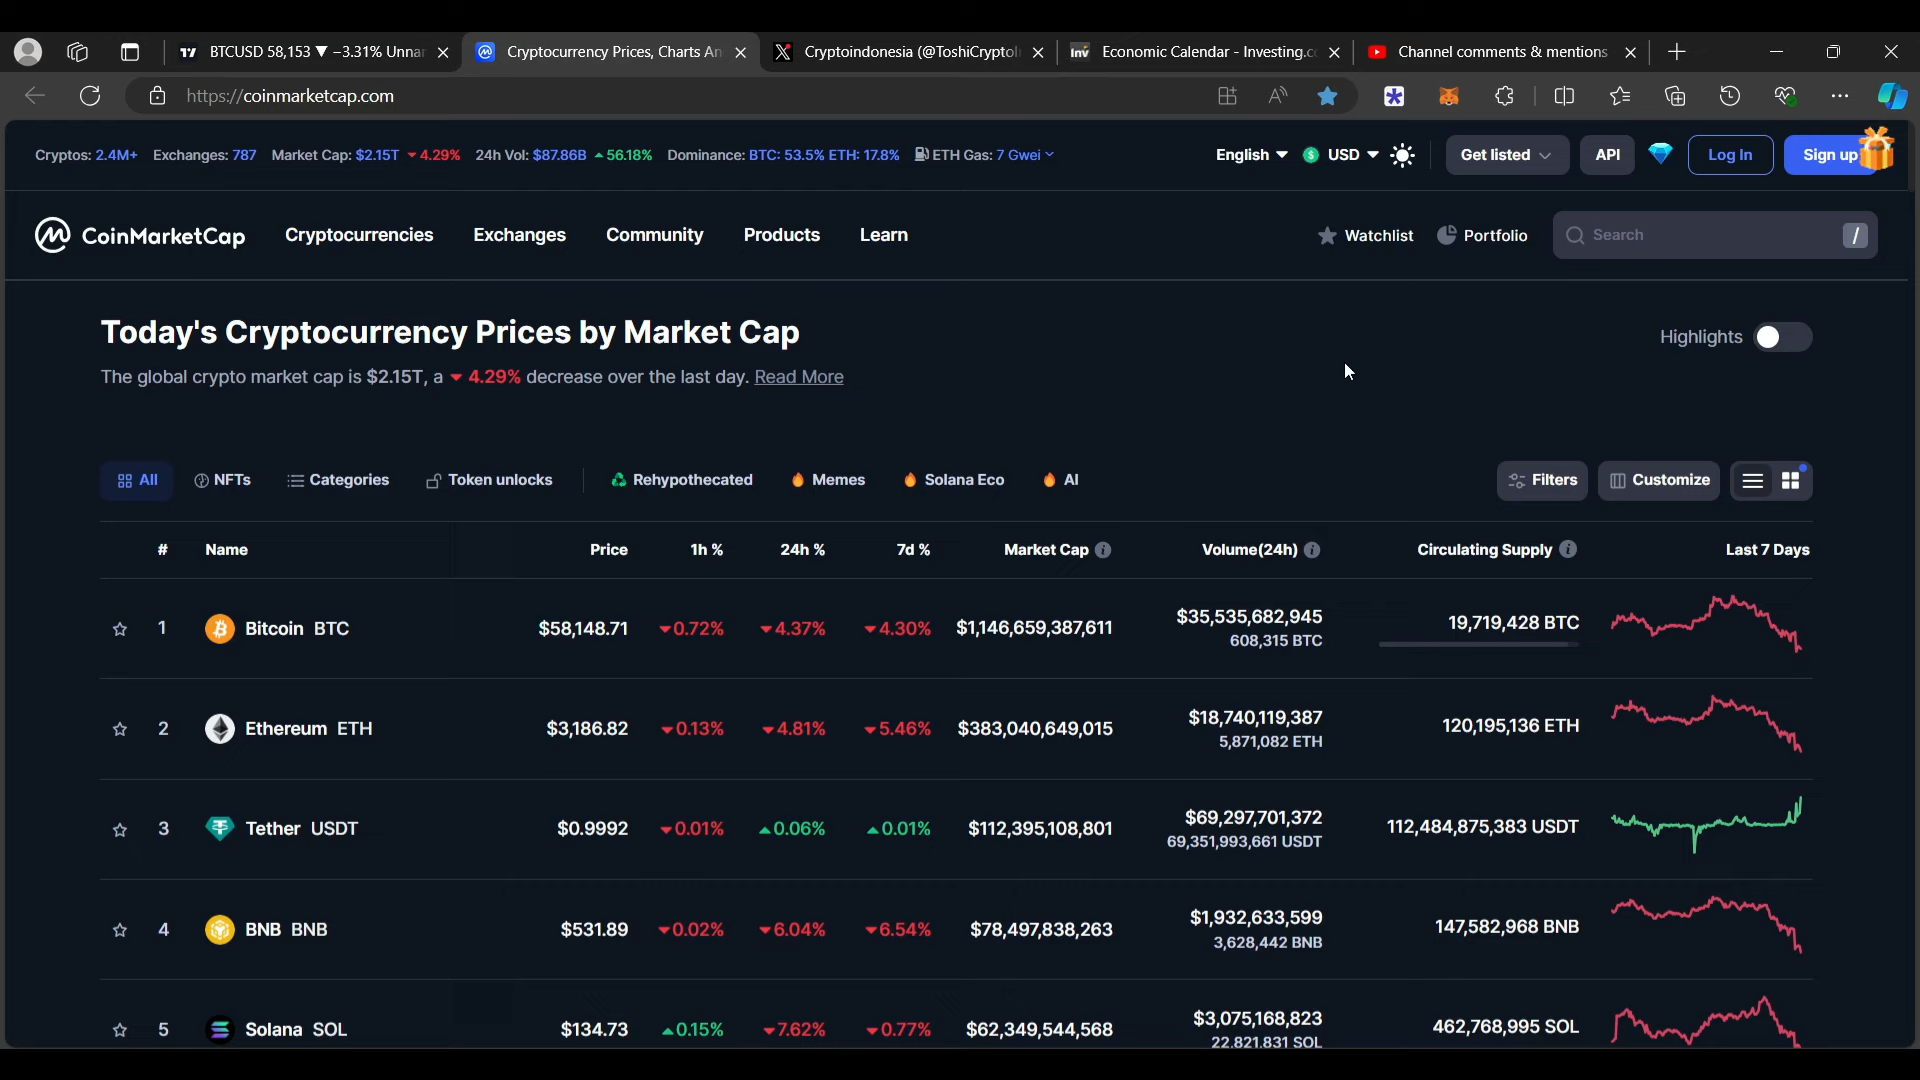 BTCUSD 58,153 ▼ −3.31% Unna
Cryptocurrency Prices, Charts An
Cryptoindonesia (@ToshiCryptoI
Economic Calendar - Investing.c
Channel comments & mentions
https://coinmarketcap.com
Cryptos: 2.4M+ Exchanges: 787 Market Cap: $2.15T ▼ 4.29% 24h Vol: $87.86B ▲ 56.18% Dominance: BTC: 53.5% ETH: 17.8% ETH Gas: 7 Gwei
English USD Get listed API Log In Sign up
CoinMarketCap Cryptocurrencies Exchanges Community Products Learn Watchlist Portfolio Search /
Today's Cryptocurrency Prices by Market Cap
Highlights
The global crypto market cap is $2.15T, a ▼ 4.29% decrease over the last day. Read More
All NFTs Categories Token unlocks Rehypothecated Memes Solana Eco AI Filters Customize
# Name Price 1h % 24h % 7d % Market Cap Volume(24h) Circulating Supply Last 7 Days
1 Bitcoin BTC $58,148.71 ▼0.72% ▼4.37% ▼4.30% $1,146,659,387,611 $35,535,682,945 19,719,428 BTC
608,315 BTC
2 Ethereum ETH $3,186.82 ▼0.13% ▼4.81% ▼5.46% $383,040,649,015 $18,740,119,387 120,195,136 ETH
5,871,082 ETH
3 Tether USDT $0.9992 ▼0.01% ▲0.06% ▲0.01% $112,395,108,801 $69,297,701,372 112,484,875,383 USDT
69,351,993,661 USDT
4 BNB BNB $531.89 ▼0.02% ▼6.04% ▼6.54% $78,497,838,263 $1,932,633,599 147,582,968 BNB
3,628,442 BNB
5 Solana SOL $134.73 ▲0.15% ▼7.62% ▼0.77% $62,349,544,568 $3,075,168,823 462,768,995 SOL
22,821,831 SOL